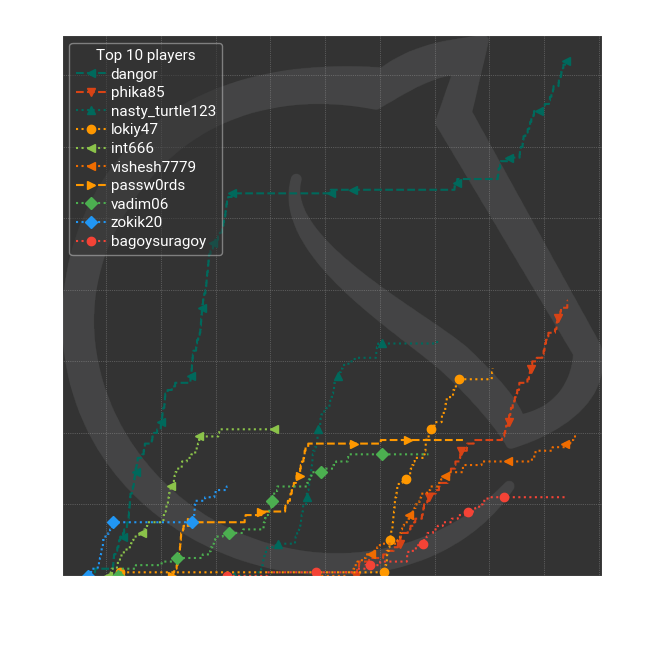 Top 10 players
dangor
phika85
nasty_turtle123
lokiy47
int666
vishesh7779
passw0rds
vadim06
zokik20
bagoysuragoy